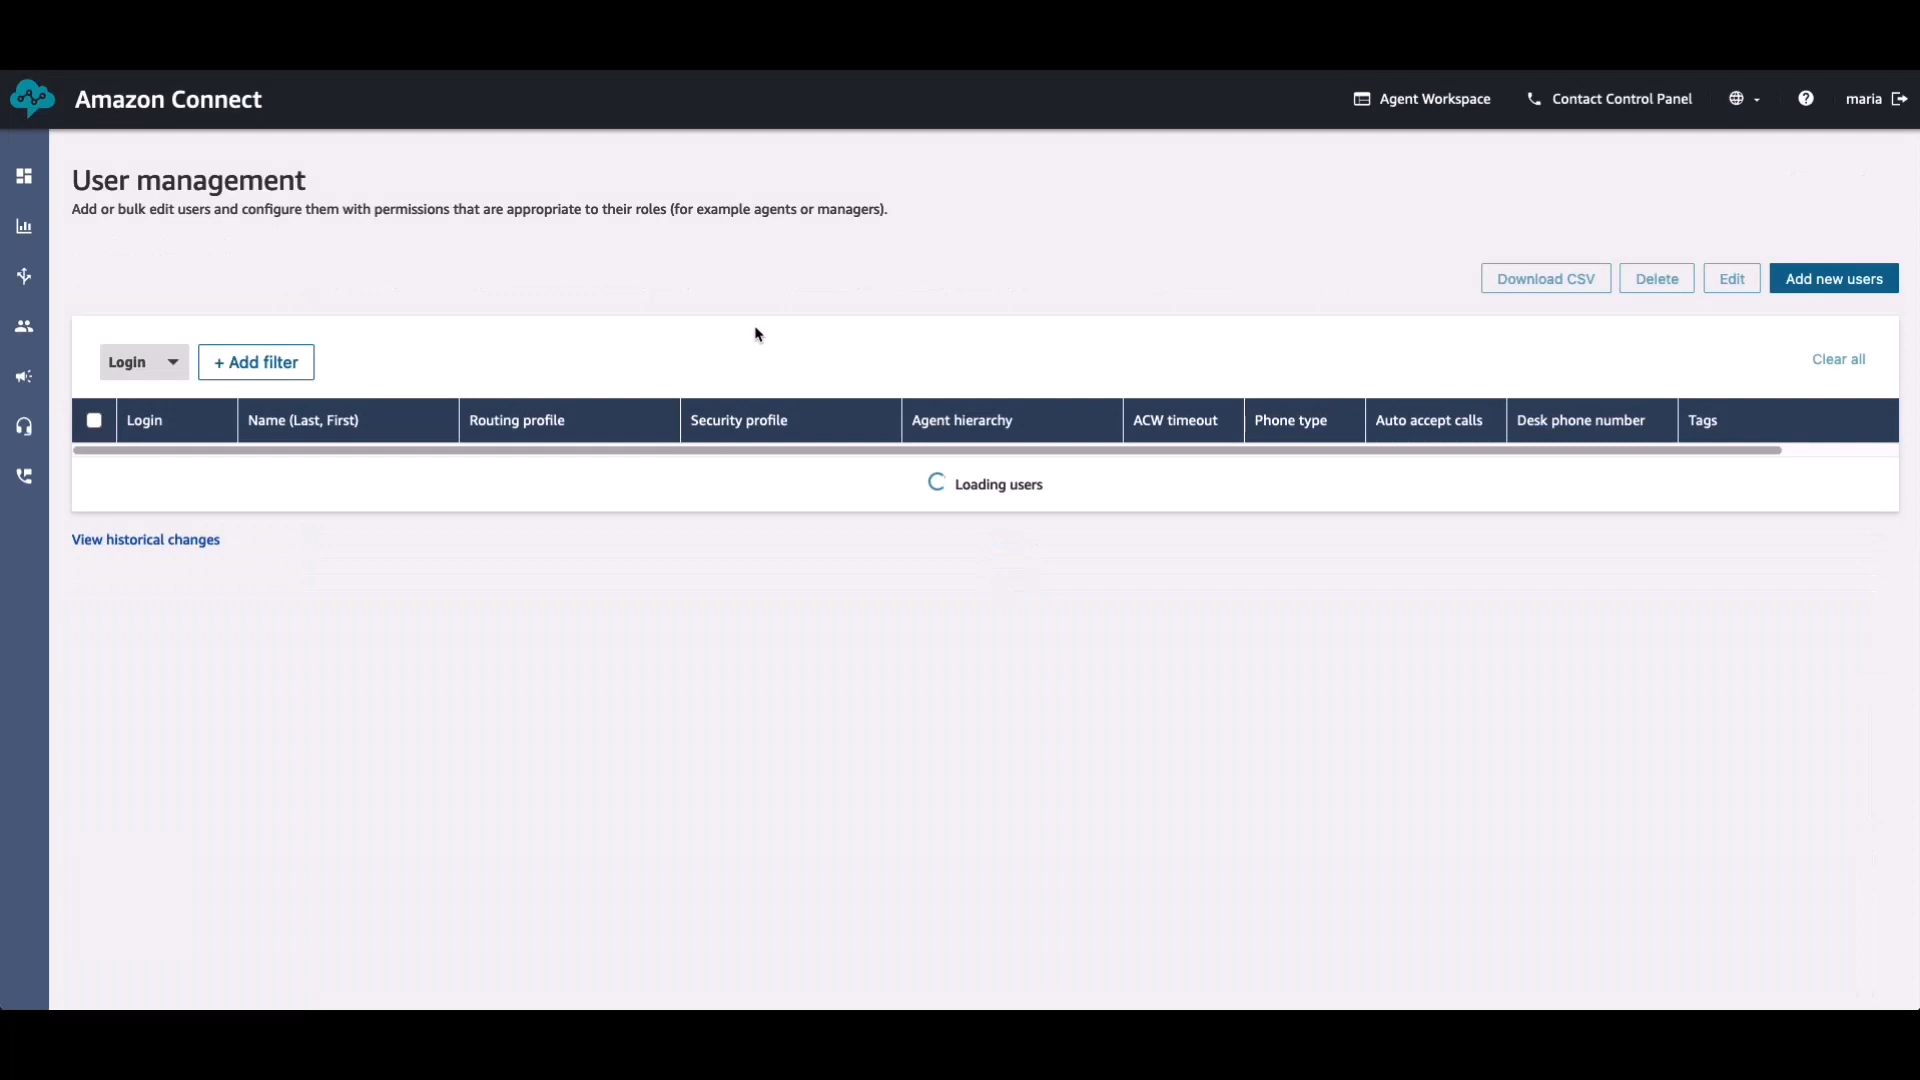 Amazon Connect
Agent Workspace
Contact Control Panel
maria
User management
Add or bulk edit users and configure them with permissions that are appropriate to their roles (for example agents or managers).
Download CSV
Delete
Edit
Add new users
Login
+ Add filter
Clear all
Login
Name (Last, First)
Routing profile
Security profile
Agent hierarchy
ACW timeout
Phone type
Auto accept calls
Desk phone number
Tags
Loading users
View historical changes